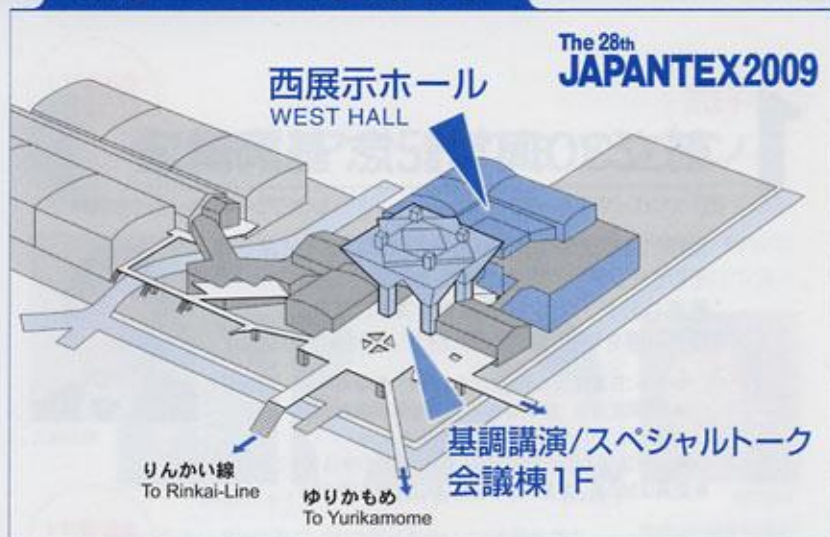 The 28th
JAPANTEX2009
西展示ホール
WEST HALL
基調講演/スペシャルトーク
会議棟1F
りんかい線
To Rinkai-Line
ゆりかもめ
To Yurikamome